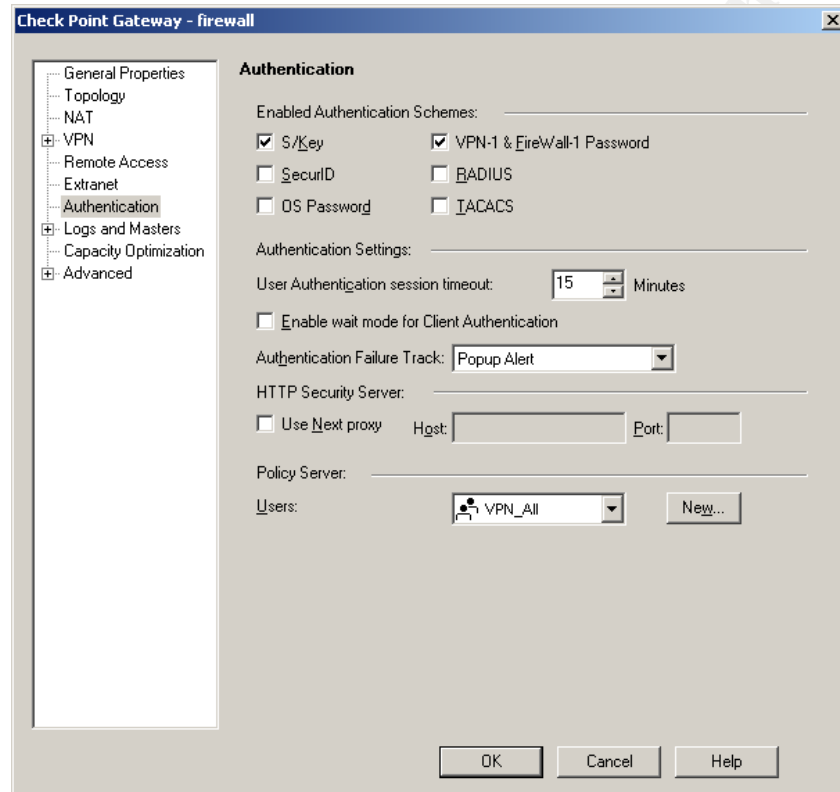 Check Point Gateway - firewall
General Properties
Topology
NAT
VPN
Remote Access
Extranet
Authentication
Logs and Masters
Capacity Optimization
Advanced
Authentication
Enabled Authentication Schemes:
S/Key
VPN-1 & FireWall-1 Password
SecurID
RADIUS
OS Password
TACACS
Authentication Settings:
User Authentication session timeout:
15
Minutes
Enable wait mode for Client Authentication
Authentication Failure Track:
Popup Alert
HTTP Security Server:
Use Next proxy
Host:
Port:
Policy Server:
Users:
VPN_All
New...
OK
Cancel
Help